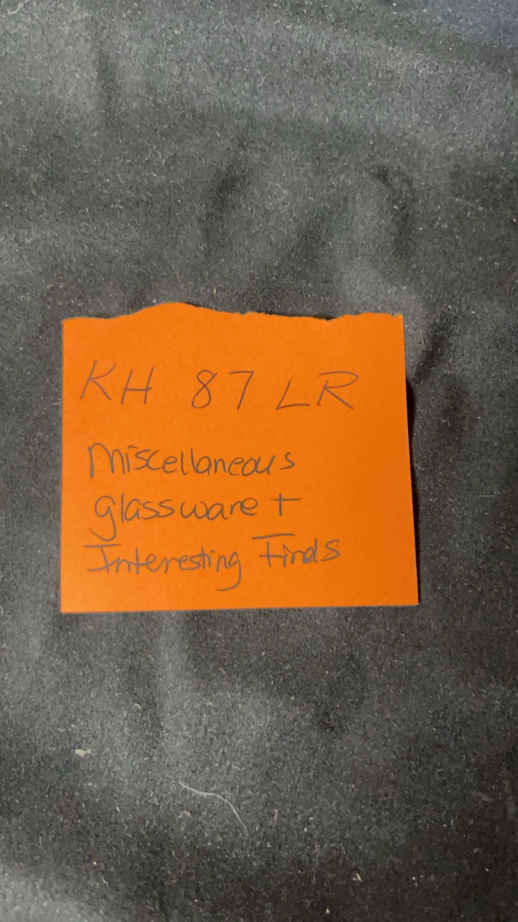 KH 87 LR
Miscellaneous
glassware +
Interesting Finds